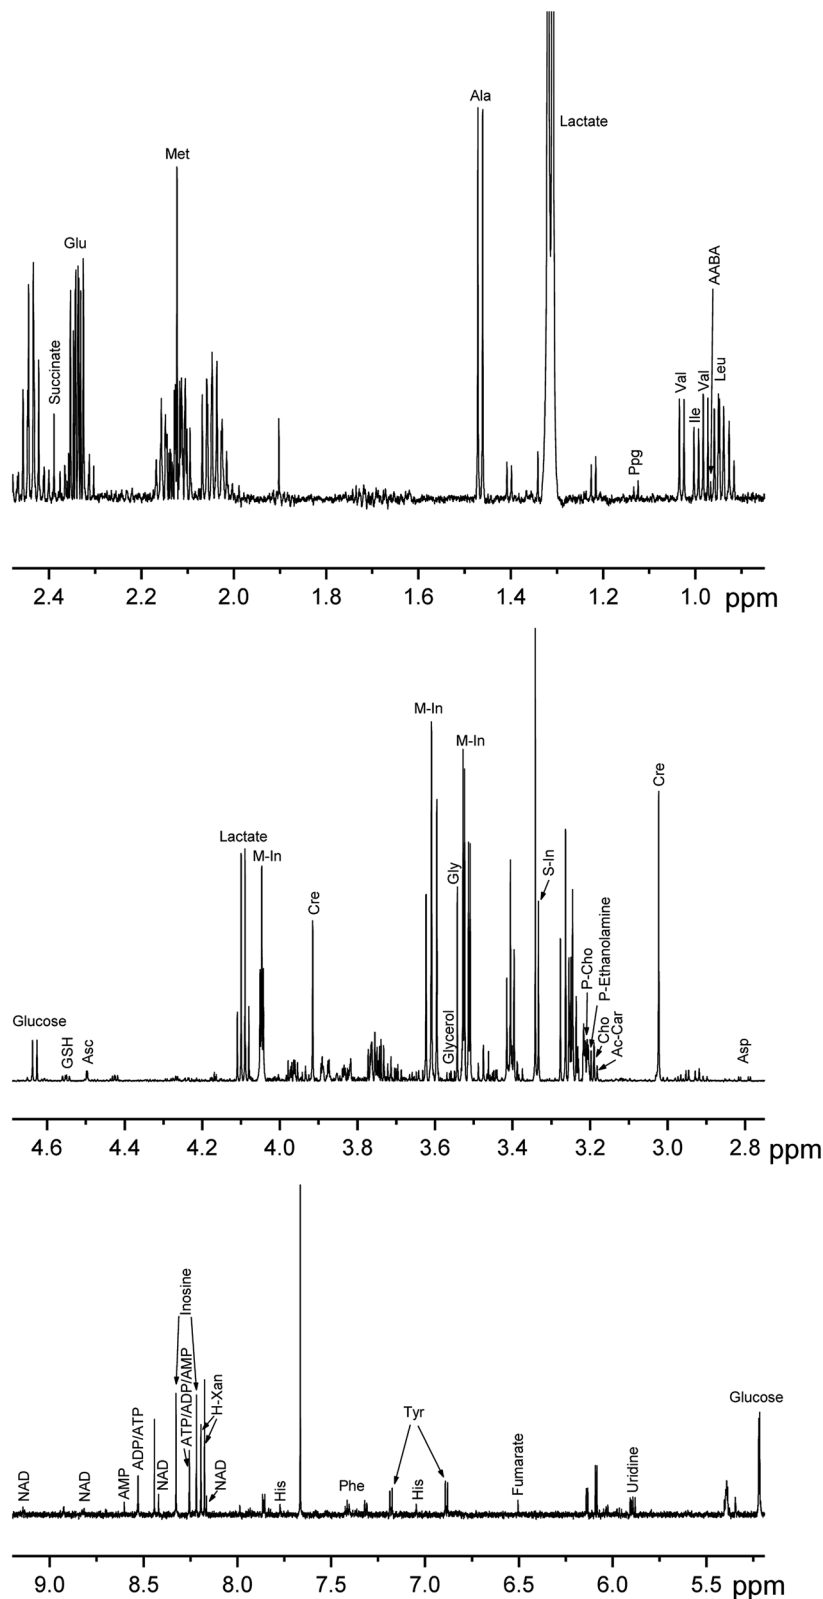 Ala
Lactate
Met
Glu
Succinate
AABA
Val
Ile
Val
Leu
Ppg
2.4 2.2 2.0 1.8 1.6 1.4 1.2 1.0 ppm
M-In
M-In
Cre
Lactate
M-In
Cre
Gly
S-In
P-Cho
P-Ethanolamine
Cho
Ac-Car
Glucose
GSH
Asc
Glycerol
Asp
4.6 4.4 4.2 4.0 3.8 3.6 3.4 3.2 3.0 2.8 ppm
Inosine
ATP/ADP/AMP
H-Xan
Glucose
Tyr
ADP/ATP
NAD
NAD
AMP
NAD
NAD
His
Phe
His
Fumarate
Uridine
9.0 8.5 8.0 7.5 7.0 6.5 6.0 5.5 ppm